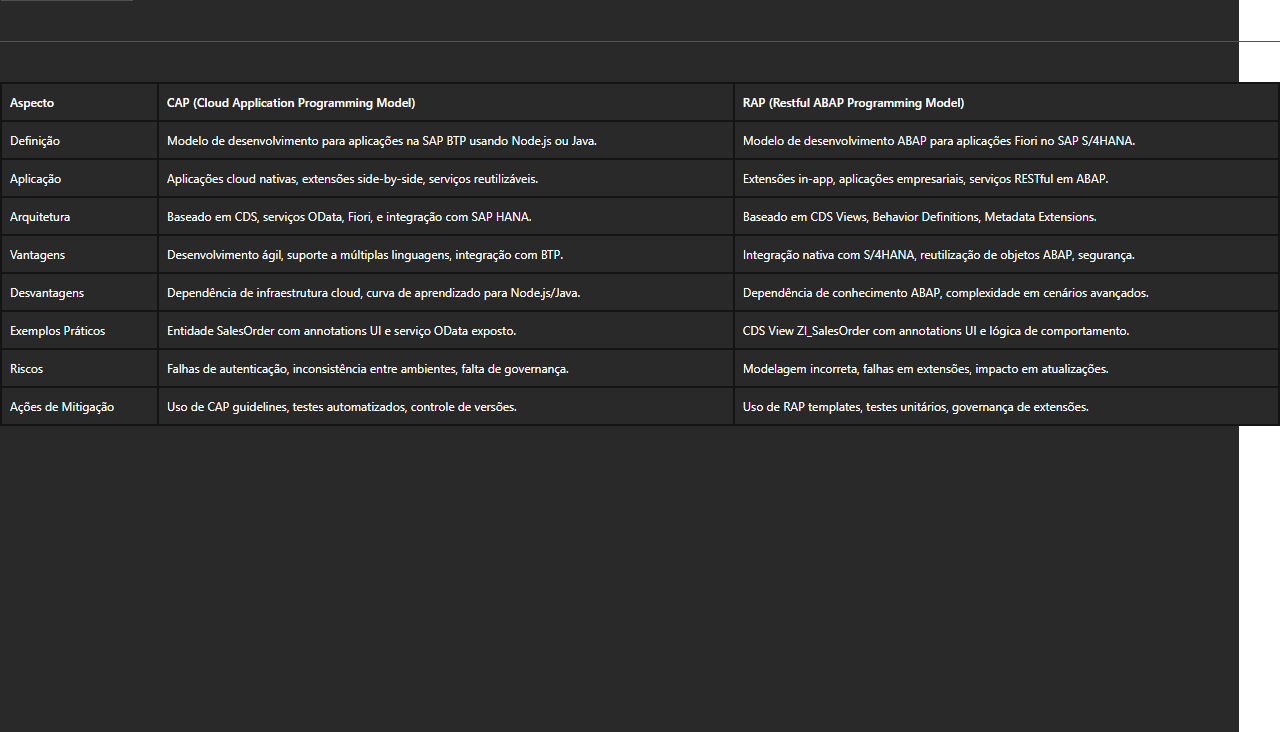 Aspecto CAP (Cloud Application Programming Model) RAP (Restful ABAP Programming Model)
Definição Modelo de desenvolvimento para aplicações na SAP BTP usando Node.js ou Java. Modelo de desenvolvimento ABAP para aplicações Fiori no SAP S/4HANA.
Aplicação Aplicações cloud nativas, extensões side-by-side, serviços reutilizáveis. Extensões in-app, aplicações empresariais, serviços RESTful em ABAP.
Arquitetura Baseado em CDS, serviços OData, Fiori, e integração com SAP HANA. Baseado em CDS Views, Behavior Definitions, Metadata Extensions.
Vantagens Desenvolvimento ágil, suporte a múltiplas linguagens, integração com BTP. Integração nativa com S/4HANA, reutilização de objetos ABAP, segurança.
Desvantagens Dependência de infraestrutura cloud, curva de aprendizado para Node.js/Java. Dependência de conhecimento ABAP, complexidade em cenários avançados.
Exemplos Práticos Entidade SalesOrder com annotations UI e serviço OData exposto. CDS View ZI_SalesOrder com annotations UI e lógica de comportamento.
Riscos Falhas de autenticação, inconsistência entre ambientes, falta de governança. Modelagem incorreta, falhas em extensões, impacto em atualizações.
Ações de Mitigação Uso de CAP guidelines, testes automatizados, controle de versões. Uso de RAP templates, testes unitários, governança de extensões.